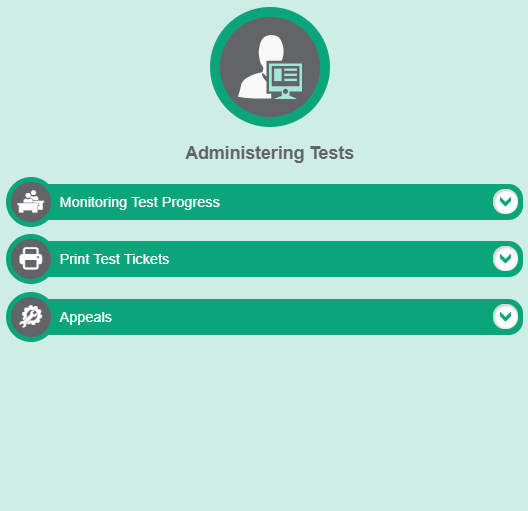 Administering Tests
Monitoring Test Progress
Print Test Tickets
Appeals